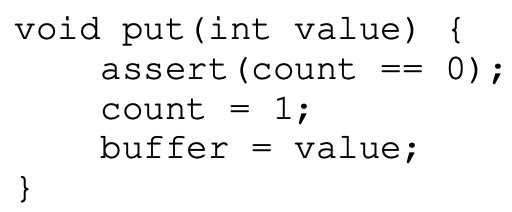 void put(int value) {
    assert(count == 0);
    count = 1;
    buffer = value;
}